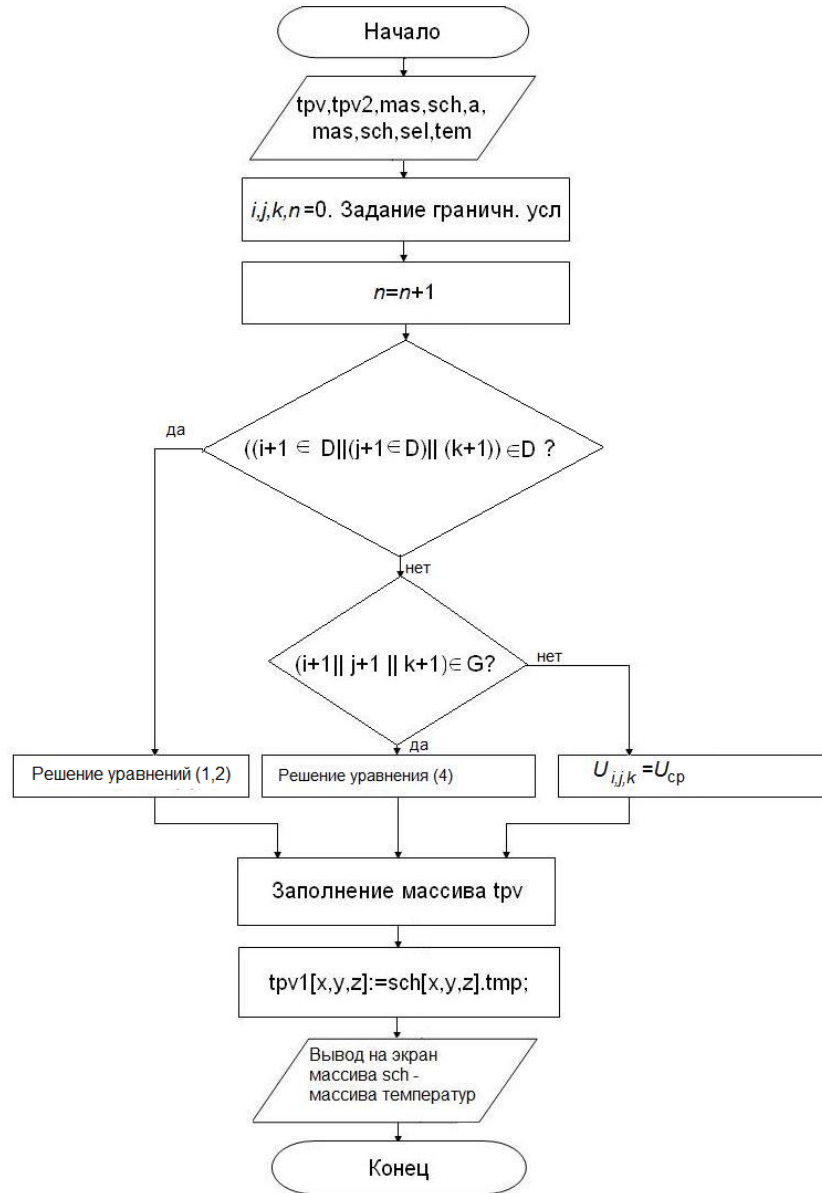 Начало
tpv,tpv2,mas,sch,a,
mas,sch,sel,tem
i,j,k,n=0. Задание граничн. усл
n=n+1
да
((i+1 ∈ D||(j+1∈D)|| (k+1)) ∈D ?
нет
(i+1|| j+1 || k+1)∈ G?
нет
да
Решение уравнений (1,2)
Решение уравнения (4)
U i,j,k =Uср
Заполнение массива tpv
tpv1[x,y,z]:=sch[x,y,z].tmp;
Вывод на экран
массива sch -
массива температур
Конец